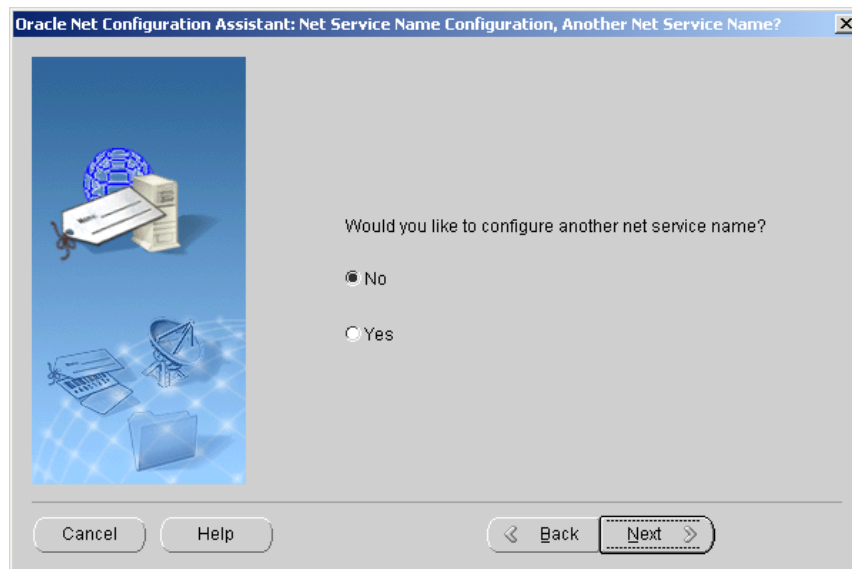 Oracle Net Configuration Assistant: Net Service Name Configuration, Another Net Service Name?
Would you like to configure another net service name?
No
Yes
Cancel
Help
Back
Next